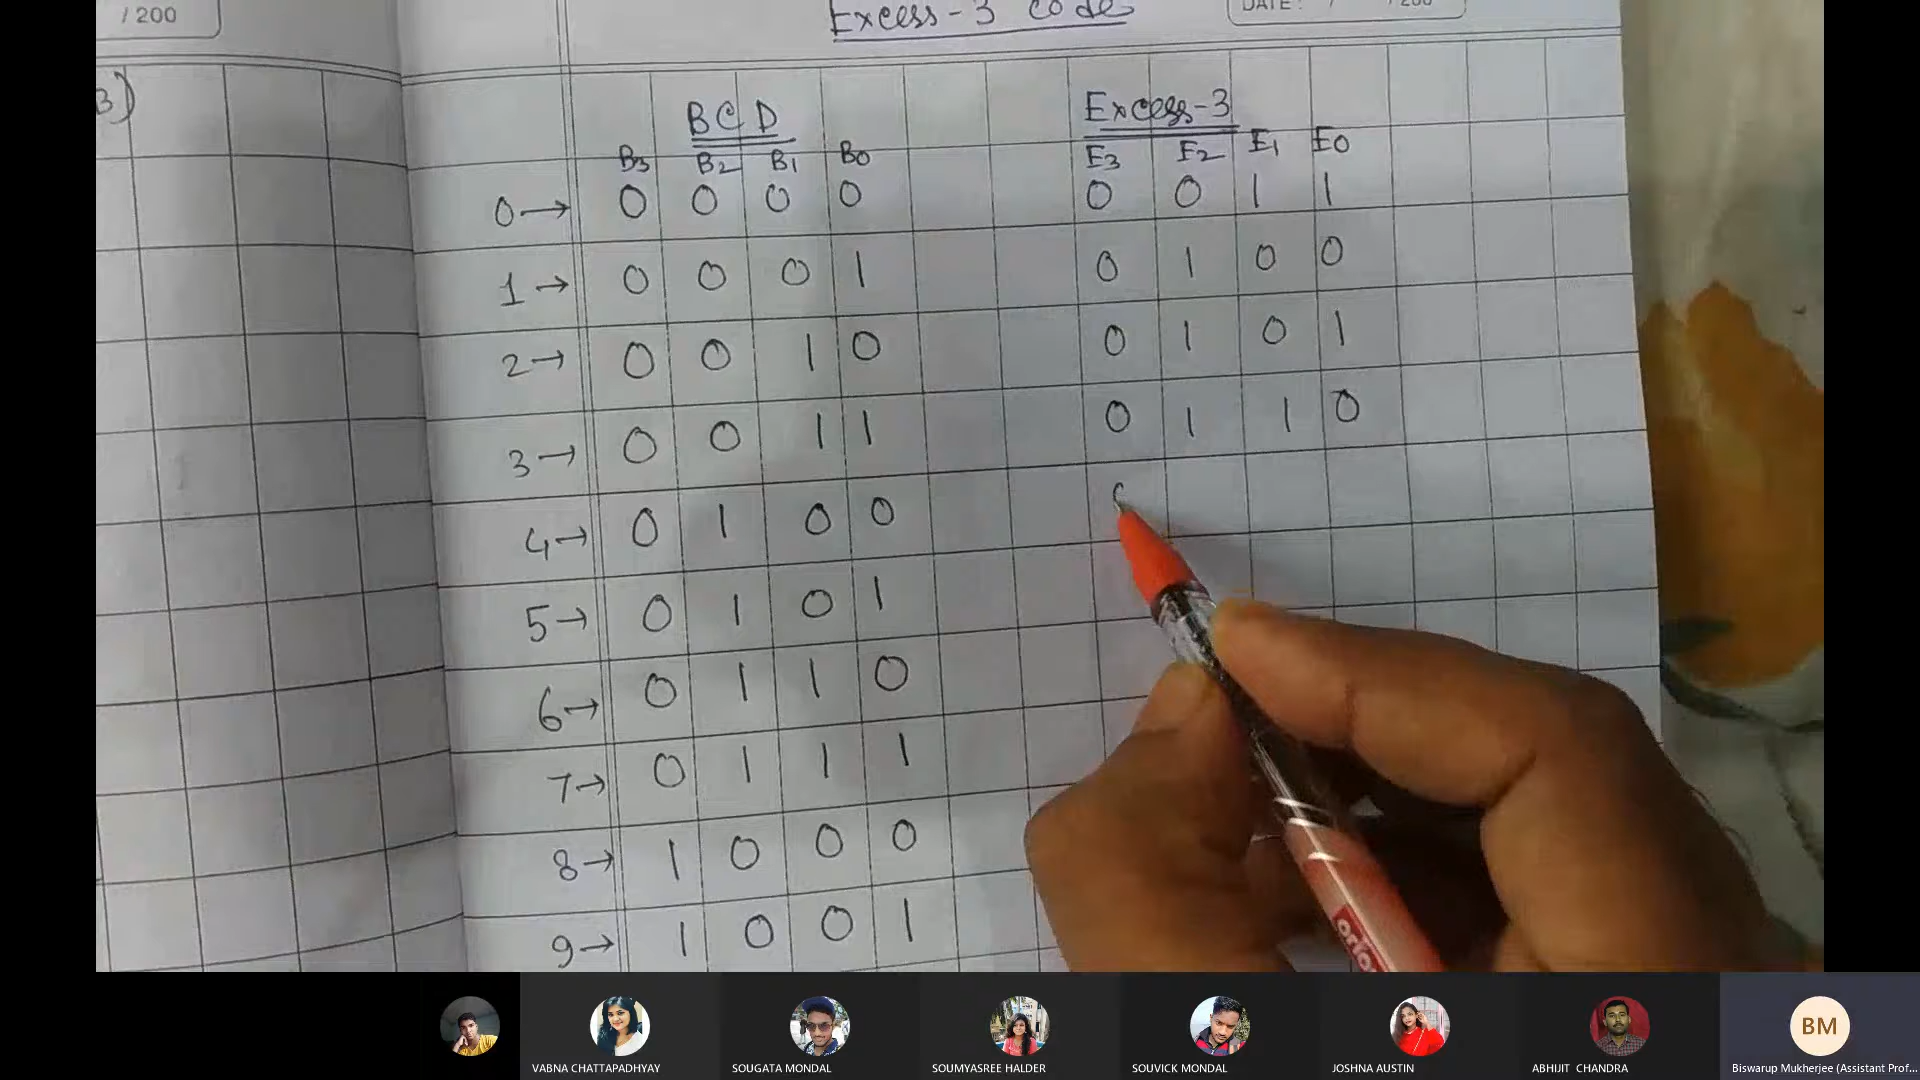 / 200
Excess-3 code
DATE: / / 200
3)
BCD Excess-3
B3 B2 B1 B0 E3 E2 E1 E0
0→ 0 0 0 0 0 0 1 1
1→ 0 0 0 1 0 1 0 0
2→ 0 0 1 0 0 1 0 1
3→ 0 0 1 1 0 1 1 0
4→ 0 1 0 0
5→ 0 1 0 1
6→ 0 1 1 0
7→ 0 1 1 1
8→ 1 0 0 0
9→ 1 0 0 1
BM
VABNA CHATTAPADHYAY SOUGATA MONDAL SOUMYASREE HALDER SOUVICK MONDAL JOSHNA AUSTIN ABHIJIT CHANDRA Biswarup Mukherjee (Assistant Prof...